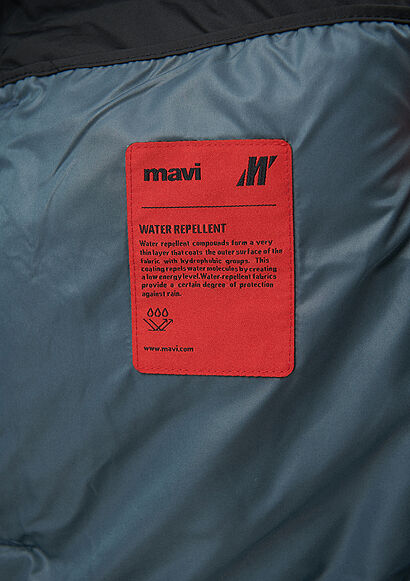 mavi M'
WATER REPELLENT
Water repellent compounds form a very
thin layer that coats the outer surface of the
fabric with hydrophobic groups. This
coating repels water molecules by creating
a low energy level. Water-repellent fabrics
provide a certain degree of protection
against rain.
www.mavi.com